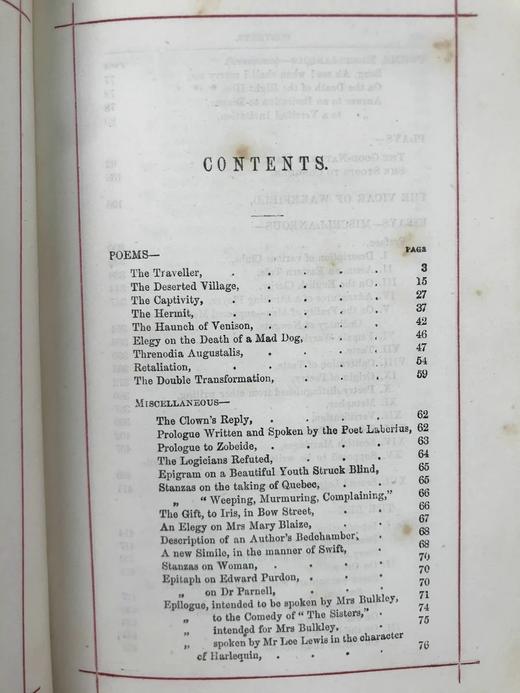 CONTENTS.
PAGE
POEMS—
The Traveller, . . . . . 3
The Deserted Village, . . . . 15
The Captivity, . . . . . 27
The Hermit, . . . . . 37
The Haunch of Venison, . . . . 42
Elegy on the Death of a Mad Dog, . . . 46
Threnodia Augustalis, . . . . 47
Retaliation, . . . . . 54
The Double Transformation, . . . . 59
MISCELLANEOUS—
The Clown's Reply, . . . . 62
Prologue Written and Spoken by the Poet Laberius, 62
Prologue to Zobeide, . . . . 63
The Logicians Refuted, . . . . 64
Epigram on a Beautiful Youth Struck Blind, . 65
Stanzas on the taking of Quebec, . . . 65
„ "Weeping, Murmuring, Complaining," 66
The Gift, to Iris, in Bow Street, . . . 66
An Elegy on Mrs Mary Blaize, . . . 67
Description of an Author's Bedchamber, . 68
A new Simile, in the manner of Swift, . . 68
Stanzas on Woman, . . . . 70
Epitaph on Edward Purdon, . . . 70
„ on Dr Parnell, . . . . 70
Epilogue, intended to be spoken by Mrs Bulkley, 71
„ to the Comedy of "The Sisters," . 74
„ intended for Mrs Bulkley, . . 75
„ spoken by Mr Lee Lewis in the character
of Harlequin, . . . . 76